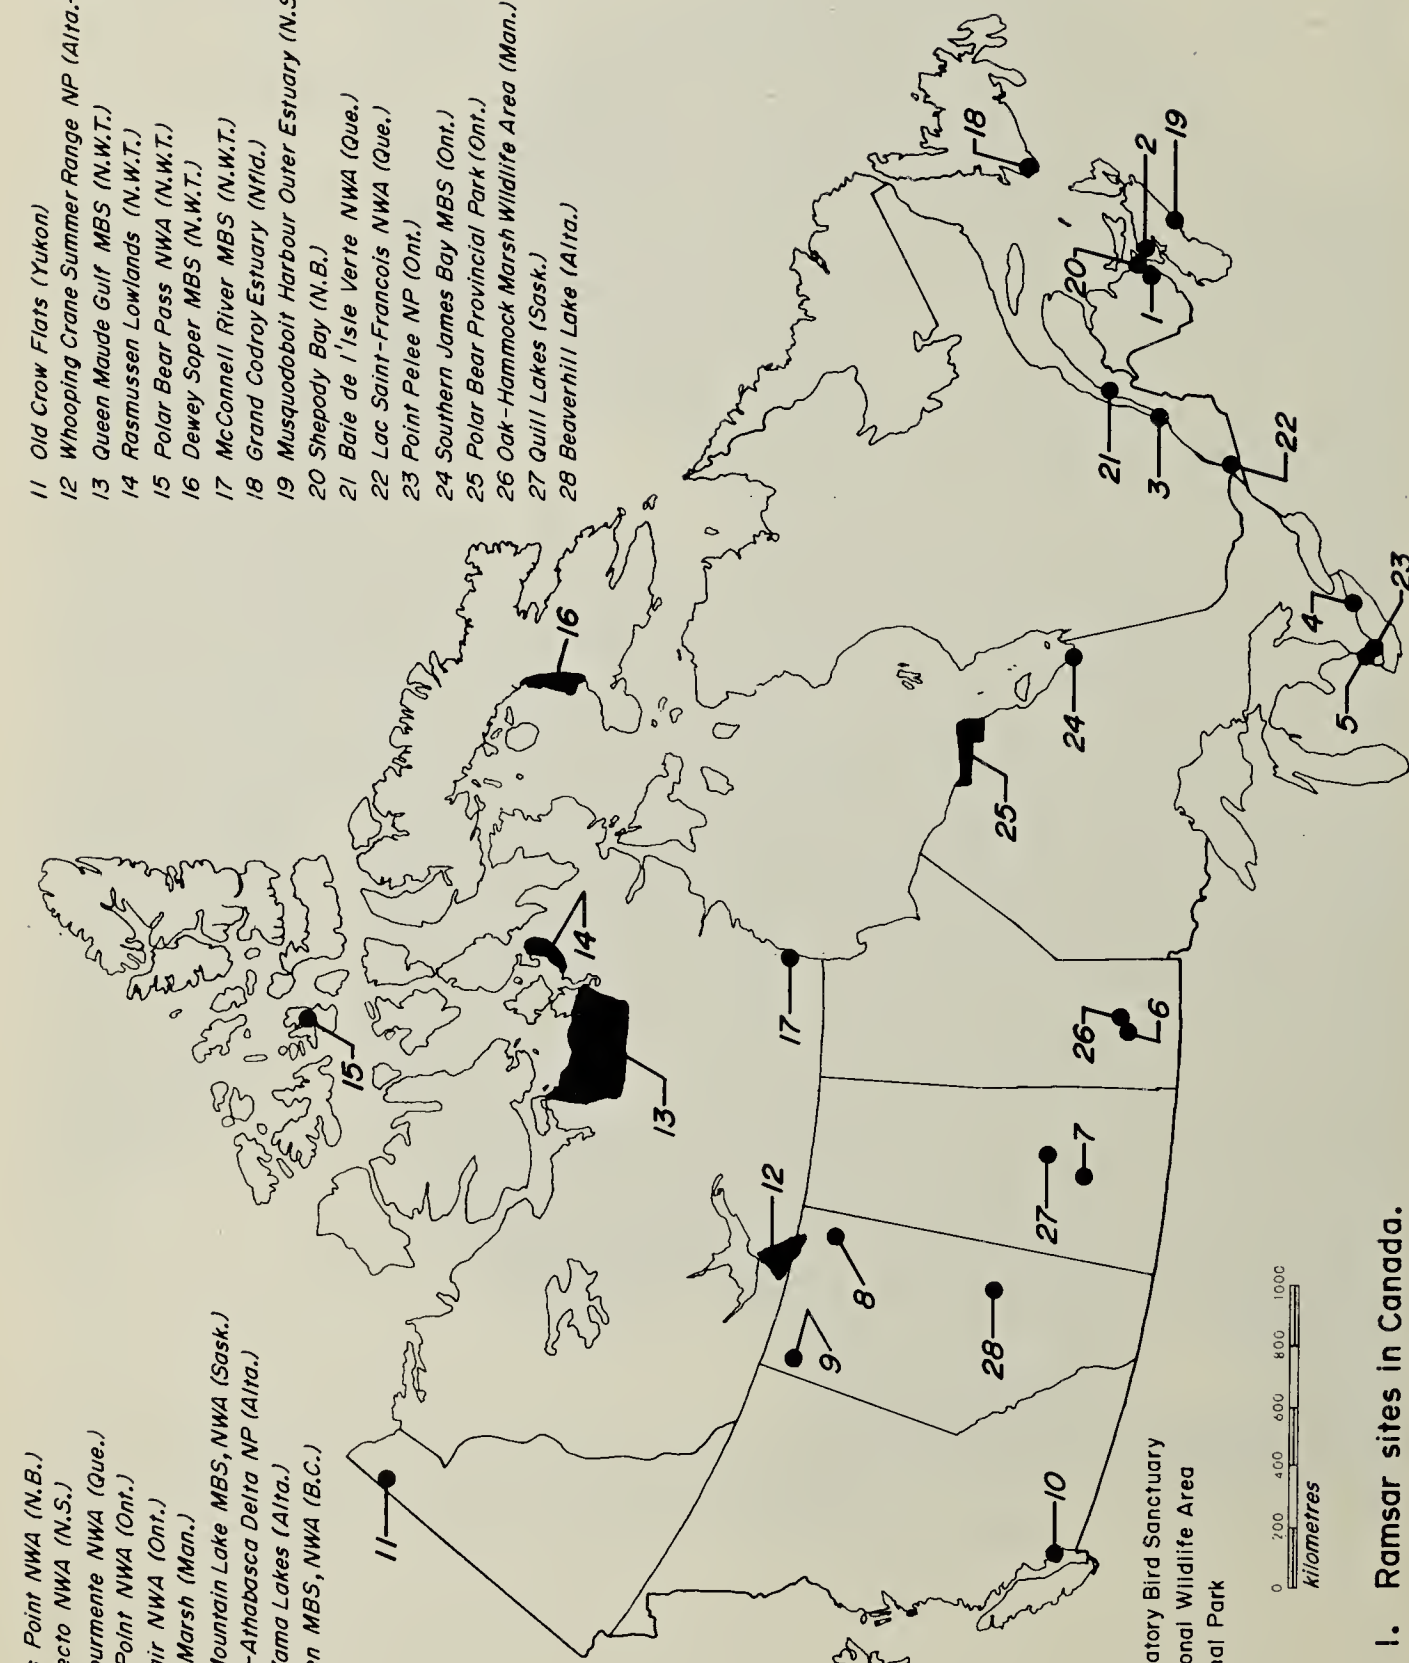 Point NWA (N.B.)
ecto NWA (N.S.)
ourmente NWA (Que.)
Point NWA (Ont.)
air NWA (Ont.)
Marsh (Man.)
Mountain Lake MBS, NWA (Sask.)
-Athabasca Delta NP (Alta.)
ama Lakes (Alta.)
en MBS, NWA (B.C.)
11 Old Crow Flats (Yukon)
12 Whooping Crane Summer Range NP (Alta.-
13 Queen Maude Gulf MBS (N.W.T.)
14 Rasmussen Lowlands (N.W.T.)
15 Polar Bear Pass NWA (N.W.T.)
16 Dewey Soper MBS (N.W.T.)
17 McConnell River MBS (N.W.T.)
18 Grand Codroy Estuary (Nfld.)
19 Musquodoboit Harbour Outer Estuary (N.S
20 Shepody Bay (N.B.)
21 Baie de l'Isle Verte NWA (Que.)
22 Lac Saint-Francois NWA (Que.)
23 Point Pelee NP (Ont.)
24 Southern James Bay MBS (Ont.)
25 Polar Bear Provincial Park (Ont.)
26 Oak-Hammock Marsh Wildlife Area (Man.)
27 Quill Lakes (Sask.)
28 Beaverhill Lake (Alta.)
15
11
14
16
13
12
17
9
8
18
28
25
27
7
24
10
26
6
20
2
19
1
21
3
22
4
5
23
atory Bird Sanctuary
onal Wildlife Area
nal Park
0 200 400 600 800 1000
kilometres
1. Ramsar sites in Canada.